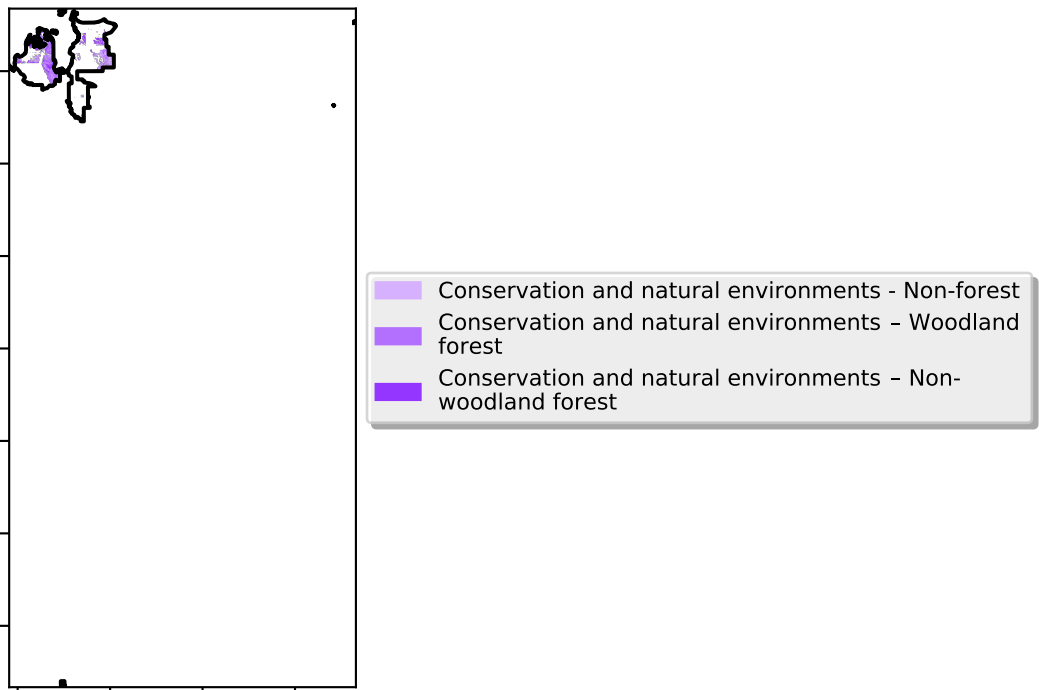 Conservation and natural environments - Non-forest
Conservation and natural environments – Woodland
forest
Conservation and natural environments – Non-
woodland forest